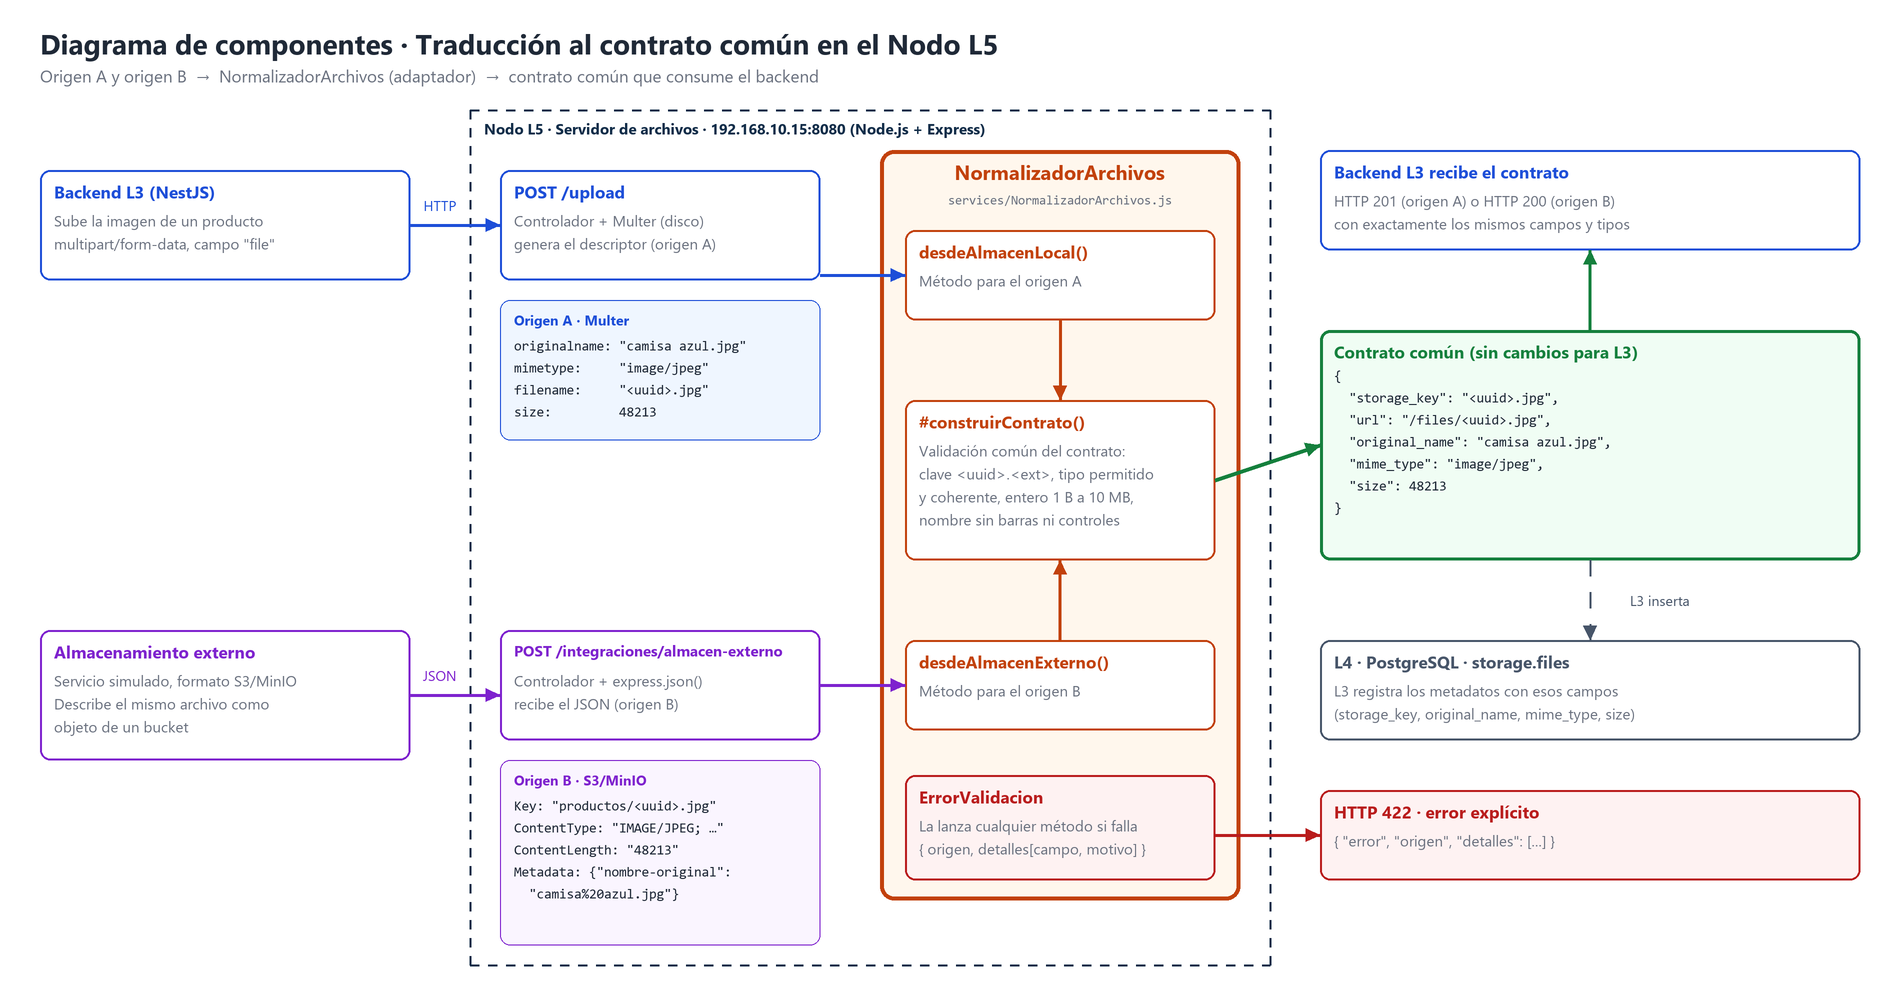 Diagrama de componentes · Traducción al contrato común en el Nodo L5
Origen A y origen B → NormalizadorArchivos (adaptador) → contrato común que consume el backend
Nodo L5 · Servidor de archivos · 192.168.10.15:8080 (Node.js + Express)
Backend L3 (NestJS)
Sube la imagen de un producto
multipart/form-data, campo "file"
HTTP
POST /upload
Controlador + Multer (disco)
genera el descriptor (origen A)
Origen A · Multer
originalname: "camisa azul.jpg"
mimetype: "image/jpeg"
filename: "<uuid>.jpg"
size: 48213
Almacenamiento externo
Servicio simulado, formato S3/MinIO
Describe el mismo archivo como
objeto de un bucket
JSON
POST /integraciones/almacen-externo
Controlador + express.json()
recibe el JSON (origen B)
Origen B · S3/MinIO
Key: "productos/<uuid>.jpg"
ContentType: "IMAGE/JPEG; …"
ContentLength: "48213"
Metadata: {"nombre-original":
"camisa%20azul.jpg"}
NormalizadorArchivos
services/NormalizadorArchivos.js
desdeAlmacenLocal()
Método para el origen A
#construirContrato()
Validación común del contrato:
clave <uuid>.<ext>, tipo permitido
y coherente, entero 1 B a 10 MB,
nombre sin barras ni controles
desdeAlmacenExterno()
Método para el origen B
ErrorValidacion
La lanza cualquier método si falla
{ origen, detalles[campo, motivo] }
Backend L3 recibe el contrato
HTTP 201 (origen A) o HTTP 200 (origen B)
con exactamente los mismos campos y tipos
Contrato común (sin cambios para L3)
{
"storage_key": "<uuid>.jpg",
"url": "/files/<uuid>.jpg",
"original_name": "camisa azul.jpg",
"mime_type": "image/jpeg",
"size": 48213
}
L3 inserta
L4 · PostgreSQL · storage.files
L3 registra los metadatos con esos campos
(storage_key, original_name, mime_type, size)
HTTP 422 · error explícito
{ "error", "origen", "detalles": [...] }